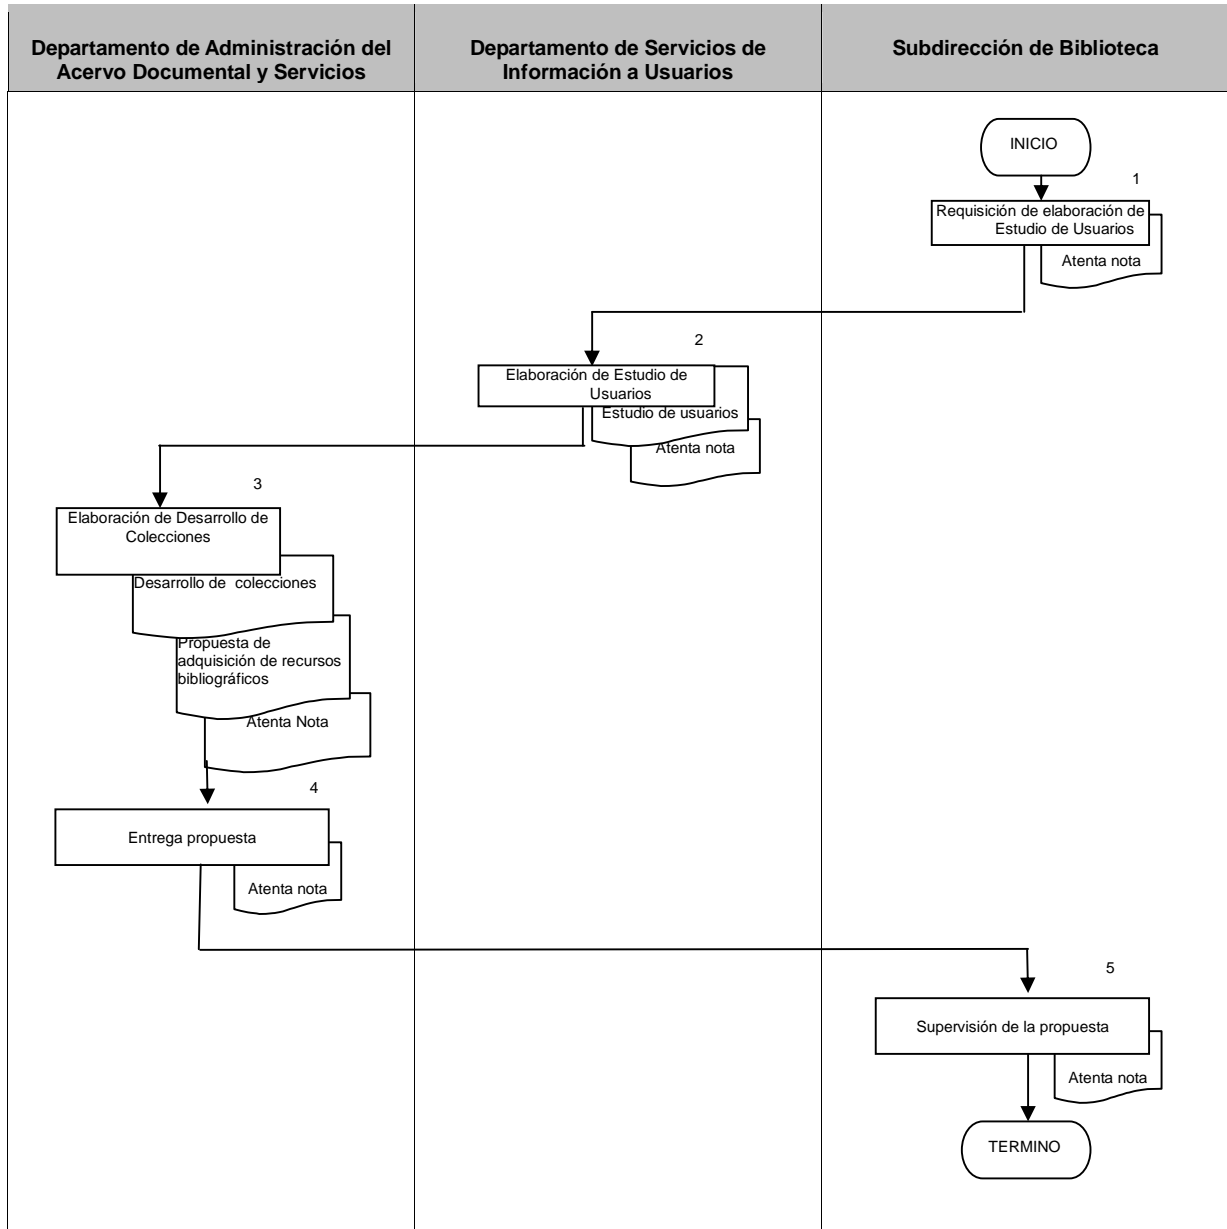 Departamento de Administración del
Acervo Documental y Servicios
Departamento de Servicios de
Información a Usuarios
Subdirección de Biblioteca
INICIO
1
Requisición de elaboración de
Estudio de Usuarios
Atenta nota
2
Elaboración de Estudio de
Usuarios
Estudio de usuarios
Atenta nota
3
Elaboración de Desarrollo de
Colecciones
Desarrollo de colecciones
Propuesta de
adquisición de recursos
bibliográficos
Atenta Nota
4
Entrega propuesta
Atenta nota
5
Supervisión de la propuesta
Atenta nota
TERMINO